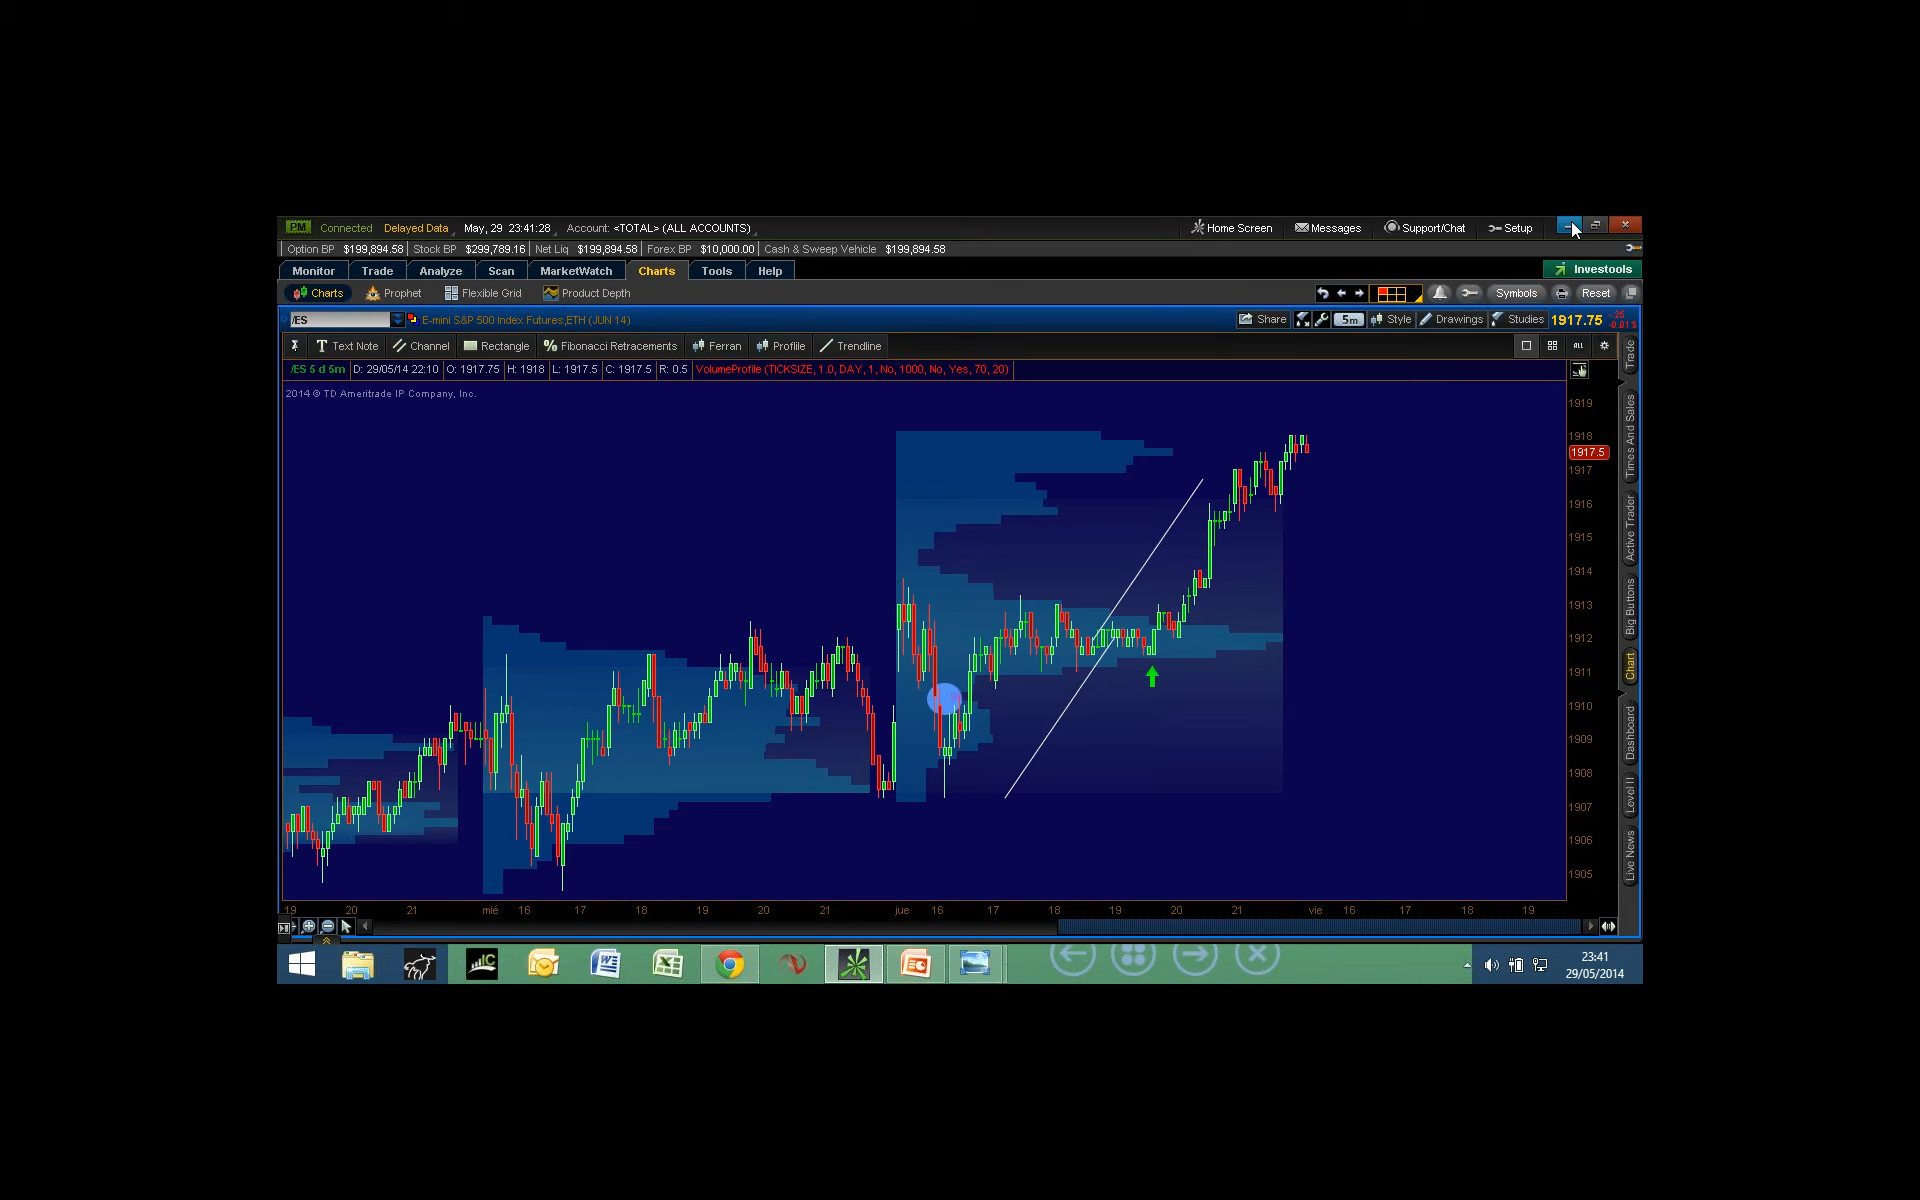 PM Connected Delayed Data May, 29 23:41:28 Account: <TOTAL> (ALL ACCOUNTS) Home Screen Messages Support/Chat Setup
Option BP $199,894.58 Stock BP $299,789.16 Net Liq $199,894.58 Forex BP $10,000.00 Cash & Sweep Vehicle $199,894.58
Monitor Trade Analyze Scan MarketWatch Charts Tools Help Investools
Charts Prophet Flexible Grid Product Depth Symbols Reset
/ES E-mini S&P 500 Index Futures,ETH (JUN 14) Share 5m Style Drawings Studies 1917.75 -.25 -0.01%
T Text Note Channel Rectangle % Fibonacci Retracements Ferran Profile Trendline ALL
/ES 5 d 5m D: 29/05/14 22:10 O: 1917.75 H: 1918 L: 1917.5 C: 1917.5 R: 0.5 VolumeProfile (TICKSIZE, 1.0, DAY, 1, No, 1000, No, Yes, 70, 20)
2014 © TD Ameritrade IP Company, Inc.
1919
1918
1917.5
1917
1916
1915
1914
1913
1912
1911
1910
1909
1908
1907
1906
1905
Trade
Times And Sales
Active Trader
Big Buttons
Chart
Dashboard
Level II
Live News
19 20 21 mié 16 17 18 19 20 21 jue 16 17 18 19 20 21 vie 16 17 18 19
IC
23:41
29/05/2014